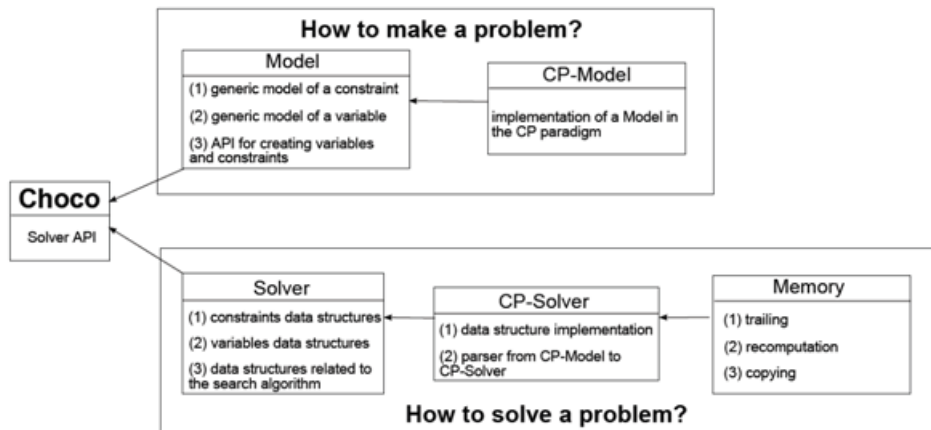 How to make a problem?
Model
(1) generic model of a constraint
(2) generic model of a variable
(3) API for creating variables
and constraints
CP-Model
implementation of a Model in
the CP paradigm
Choco
Solver API
Solver
(1) constraints data structures
(2) variables data structures
(3) data structures related to
the search algorithm
CP-Solver
(1) data structure implementation
(2) parser from CP-Model to
CP-Solver
Memory
(1) trailing
(2) recomputation
(3) copying
How to solve a problem?